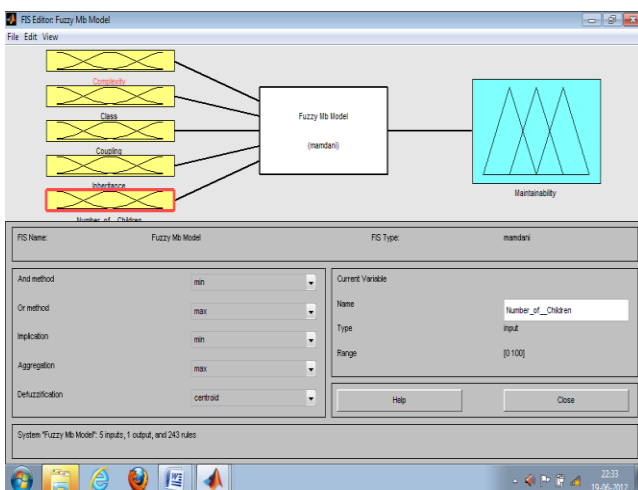 FIS Editor: Fuzzy Mb Model
File Edit View
Complexity
Class
Coupling
Inheritance
Number_of__Children
Fuzzy Mb Model
(mamdani)
Maintainability
FIS Name: Fuzzy Mb Model FIS Type: mamdani
And method min
Or method max
Implication min
Aggregation max
Defuzzification centroid
Current Variable
Name Number_of__Children
Type input
Range [0 100]
Help Close
System "Fuzzy Mb Model": 5 inputs, 1 output, and 243 rules
22:33
19-06-2012